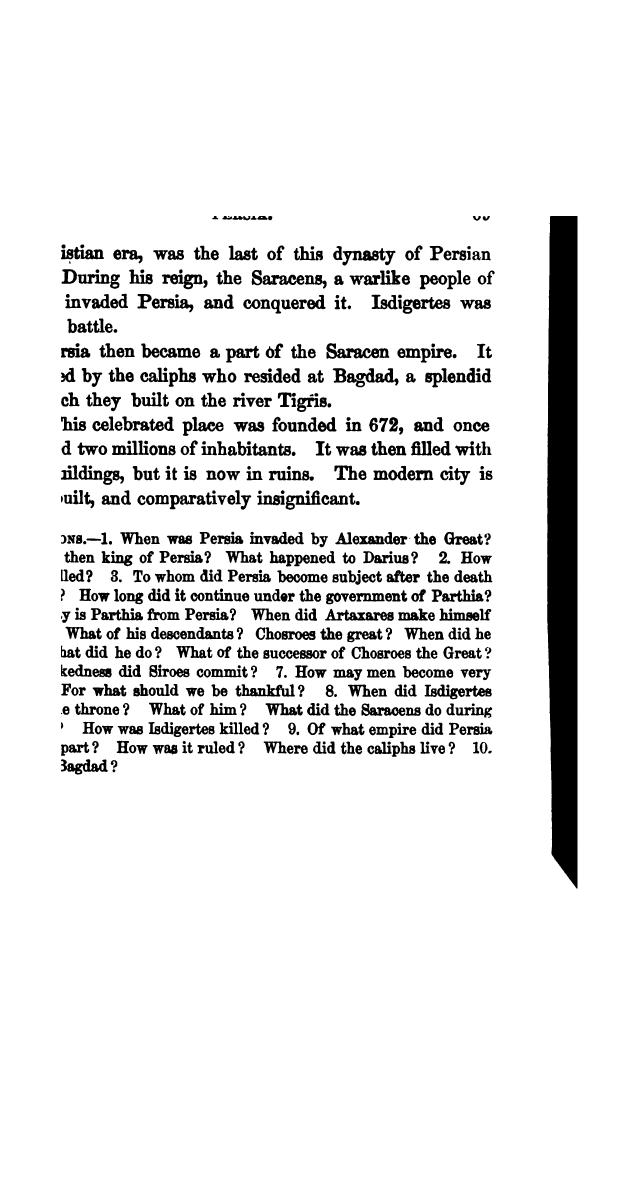 istian era, was the last of this dynasty of Persian
During his reign, the Saracens, a warlike people of
invaded Persia, and conquered it. Isdigertes was
battle.
rsia then became a part of the Saracen empire. It
ed by the caliphs who resided at Bagdad, a splendid
ch they built on the river Tigris.
his celebrated place was founded in 672, and once
d two millions of inhabitants. It was then filled with
uildings, but it is now in ruins. The modern city is
uilt, and comparatively insignificant.
ons.—1. When was Persia invaded by Alexander the Great?
then king of Persia? What happened to Darius? 2. How
lled? 3. To whom did Persia become subject after the death
? How long did it continue under the government of Parthia?
y is Parthia from Persia? When did Artaxares make himself
What of his descendants? Chosroes the great? When did he
hat did he do? What of the successor of Chosroes the Great?
kedness did Siroes commit? 7. How may men become very
For what should we be thankful? 8. When did Isdigertes
e throne? What of him? What did the Saracens do during
? How was Isdigertes killed? 9. Of what empire did Persia
part? How was it ruled? Where did the caliphs live? 10.
Bagdad?